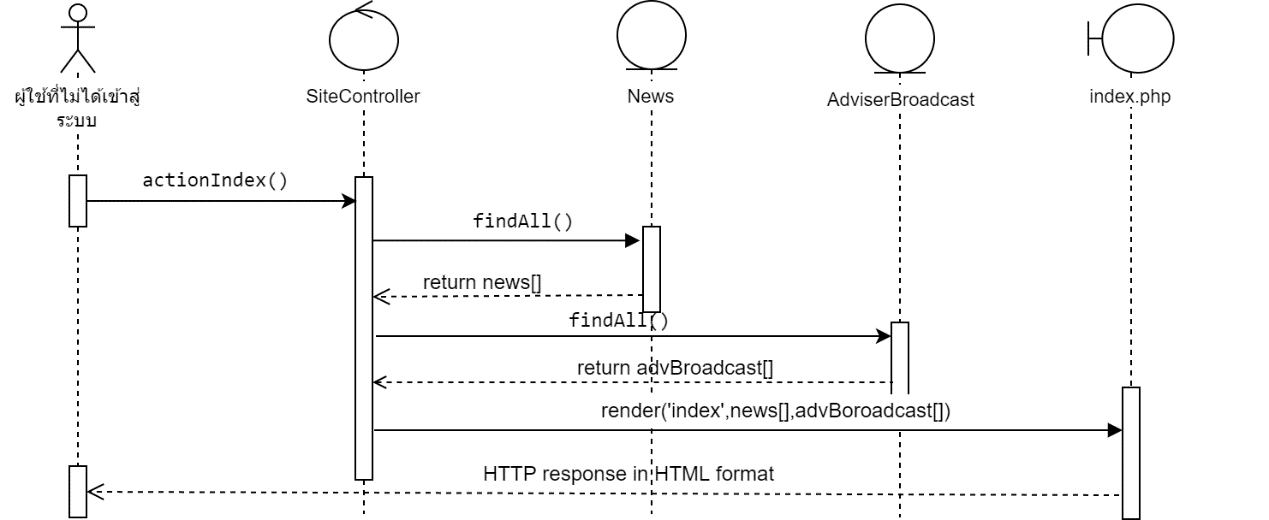 ผู้ใช้ที่ไม่ได้เข้าสู่
ระบบ
SiteController
News
AdviserBroadcast
index.php
actionIndex()
findAll()
return news[]
findAll()
return advBroadcast[]
render('index',news[],advBoroadcast[])
HTTP response in HTML format